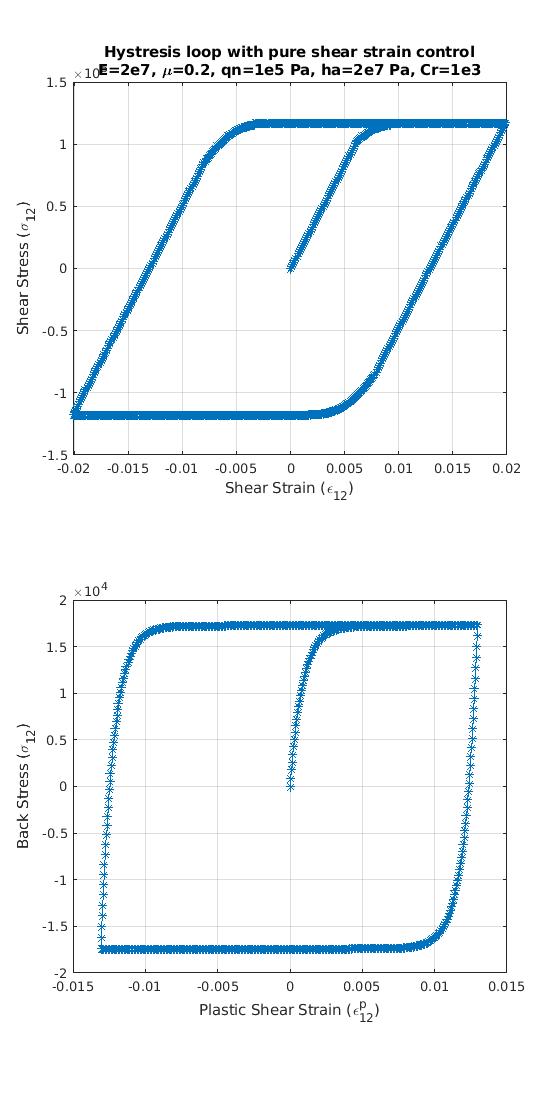 Hystresis loop with pure shear strain control
E=2e7, μ=0.2, qn=1e5 Pa, ha=2e7 Pa, Cr=1e3
×10⁵
1.5
1
0.5
0
-0.5
-1
-1.5
Shear Stress (σ₁₂)
-0.02 -0.015 -0.01 -0.005 0 0.005 0.01 0.015 0.02
Shear Strain (ϵ₁₂)
×10⁴
2
1.5
1
0.5
0
-0.5
-1
-1.5
-2
Back Stress (σ₁₂)
-0.015 -0.01 -0.005 0 0.005 0.01 0.015
Plastic Shear Strain (ϵᵖ₁₂)